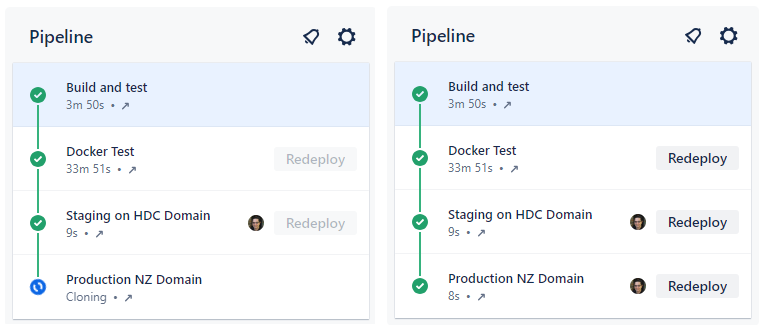 Pipeline
Build and test
3m 50s •
Docker Test
33m 51s •
Redeploy
Staging on HDC Domain
9s •
Redeploy
Production NZ Domain
Cloning •
Pipeline
Build and test
3m 50s •
Docker Test
33m 51s •
Redeploy
Staging on HDC Domain
9s •
Redeploy
Production NZ Domain
8s •
Redeploy